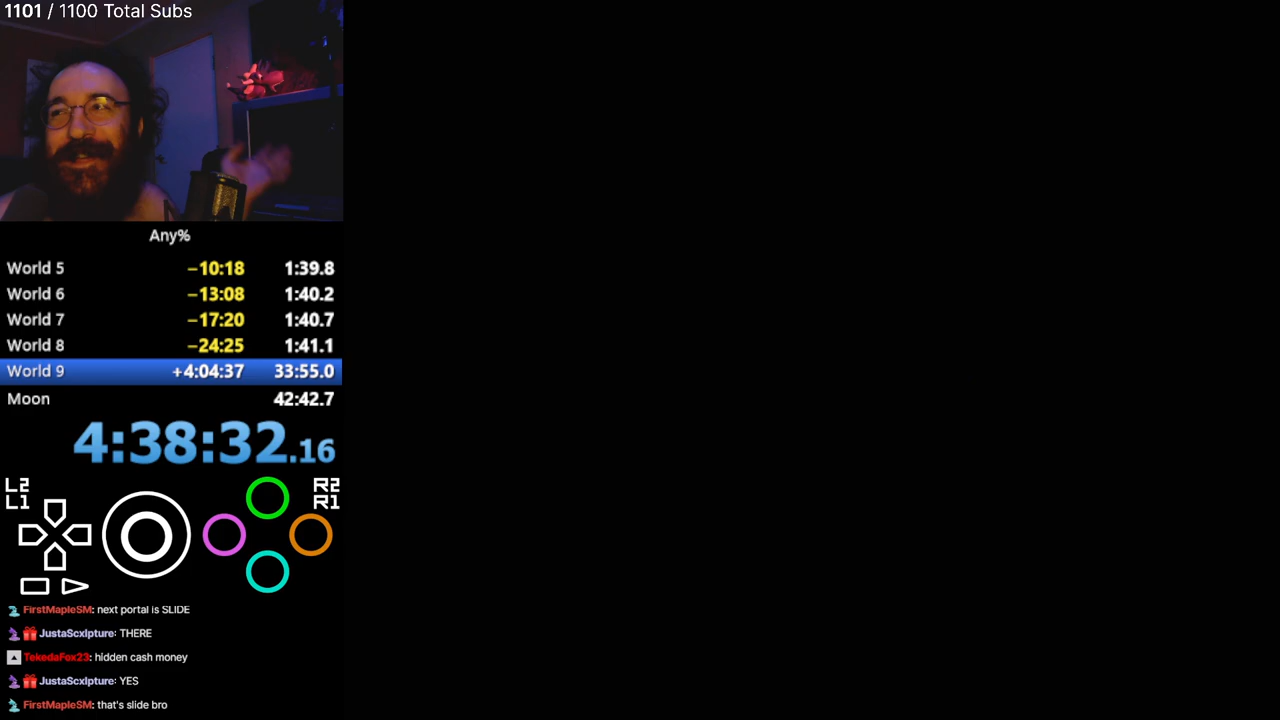 1101 / 1100 Total Subs
Any%
World 5 −10:18 1:39.8
World 6 −13:08 1:40.2
World 7 −17:20 1:40.7
World 8 −24:25 1:41.1
World 9 +4:04:37 33:55.0
Moon 42:42.7
4:38:32.16
L2 R2
L1 R1
FirstMapleSM: next portal is SLIDE
JustaScxlpture: THERE
TekedaFox23: hidden cash money
JustaScxlpture: YES
FirstMapleSM: that's slide bro